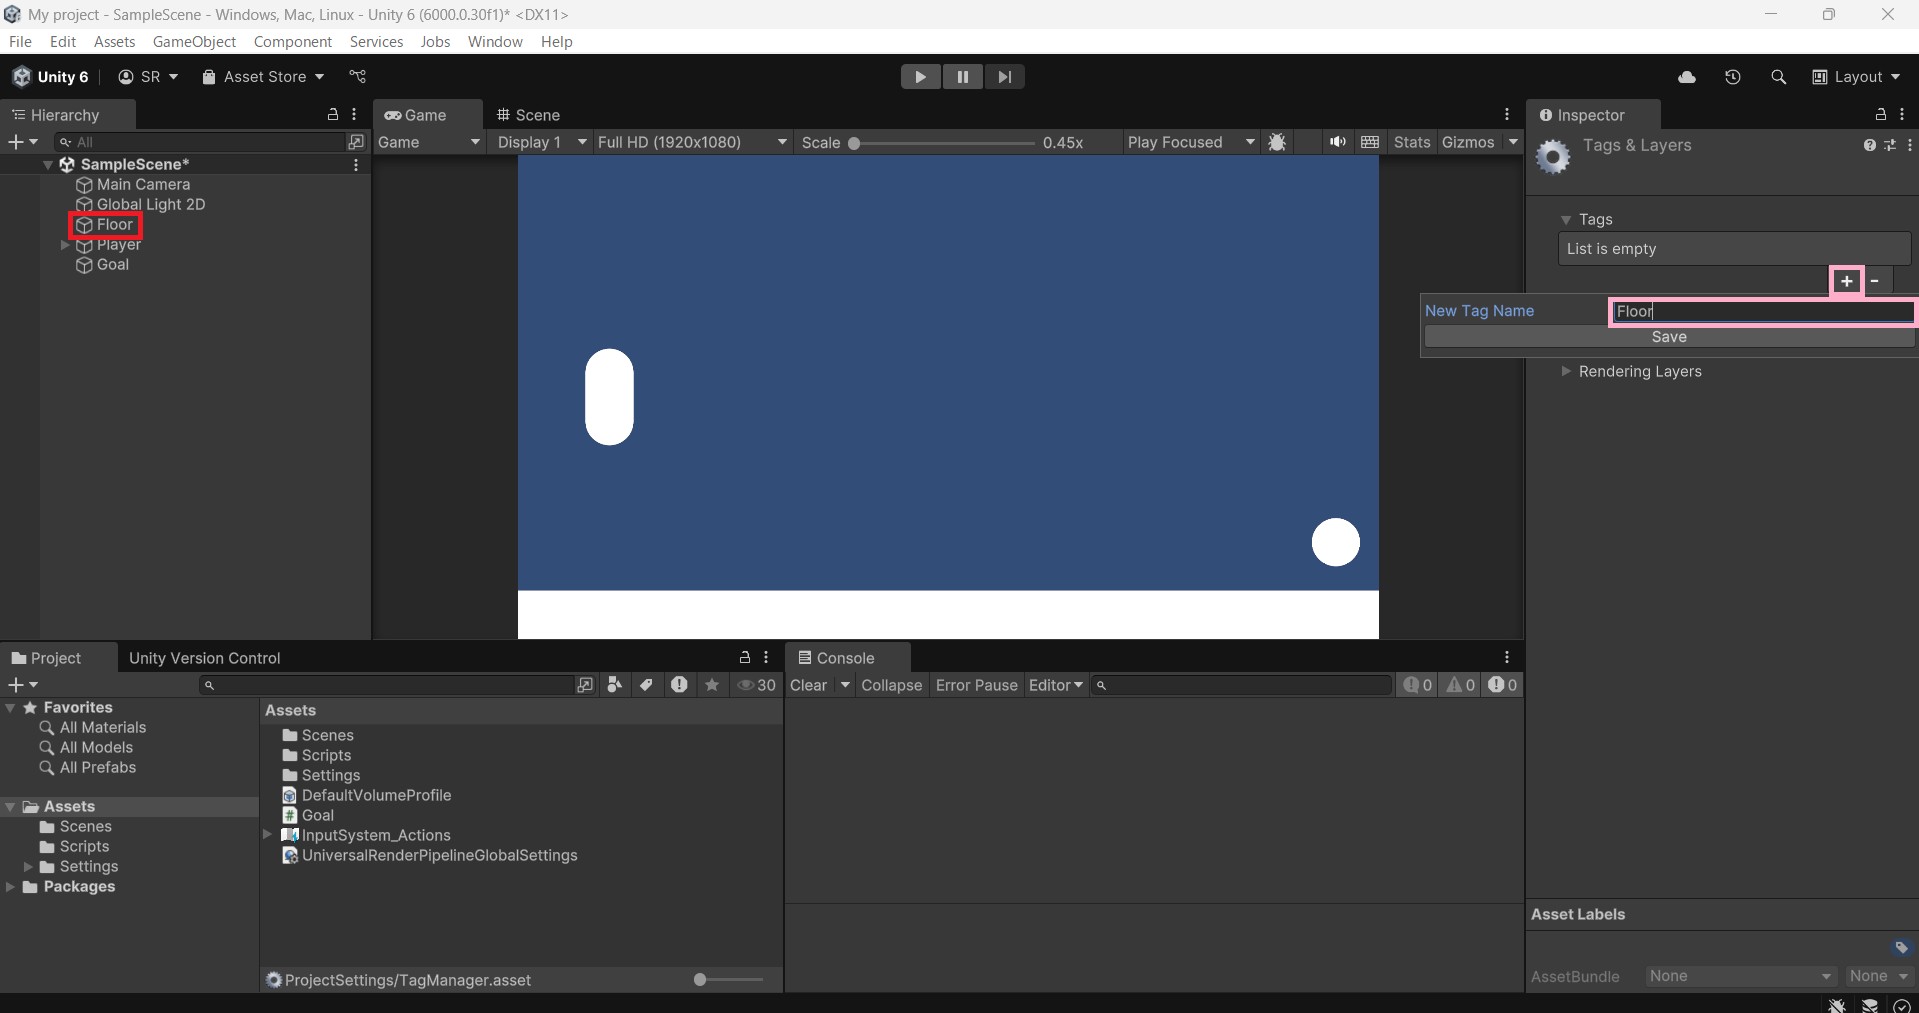 My project - SampleScene - Windows, Mac, Linux - Unity 6 (6000.0.30f1)* <DX11>
File Edit Assets GameObject Component Services Jobs Window Help
Unity 6 SR Asset Store Layout
Hierarchy
All
SampleScene*
Main Camera
Global Light 2D
Floor
Player
Goal
Game Scene
Game Display 1 Full HD (1920x1080) Scale 0.45x Play Focused Stats Gizmos
Inspector
Tags & Layers
Tags
List is empty
+ -
New Tag Name Floor
Save
Rendering Layers
Project Unity Version Control
30
Favorites
All Materials
All Models
All Prefabs
Assets
Scenes
Scripts
Settings
Packages
Assets
Scenes
Scripts
Settings
DefaultVolumeProfile
Goal
InputSystem_Actions
UniversalRenderPipelineGlobalSettings
ProjectSettings/TagManager.asset
Console
Clear Collapse Error Pause Editor 0 0 0
Asset Labels
AssetBundle None None